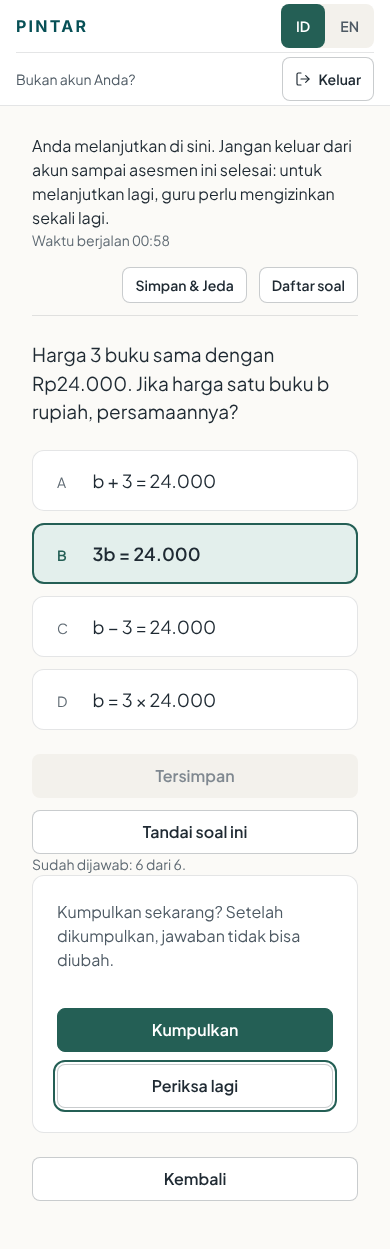 PINTAR
ID
EN
Bukan akun Anda?
Keluar
Anda melanjutkan di sini. Jangan keluar dari
akun sampai asesmen ini selesai: untuk
melanjutkan lagi, guru perlu mengizinkan
sekali lagi.
Waktu berjalan 00:58
Simpan & Jeda
Daftar soal
Harga 3 buku sama dengan
Rp24.000. Jika harga satu buku b
rupiah, persamaannya?
A b + 3 = 24.000
B 3b = 24.000
C b − 3 = 24.000
D b = 3 × 24.000
Tersimpan
Tandai soal ini
Sudah dijawab: 6 dari 6.
Kumpulkan sekarang? Setelah
dikumpulkan, jawaban tidak bisa
diubah.
Kumpulkan
Periksa lagi
Kembali